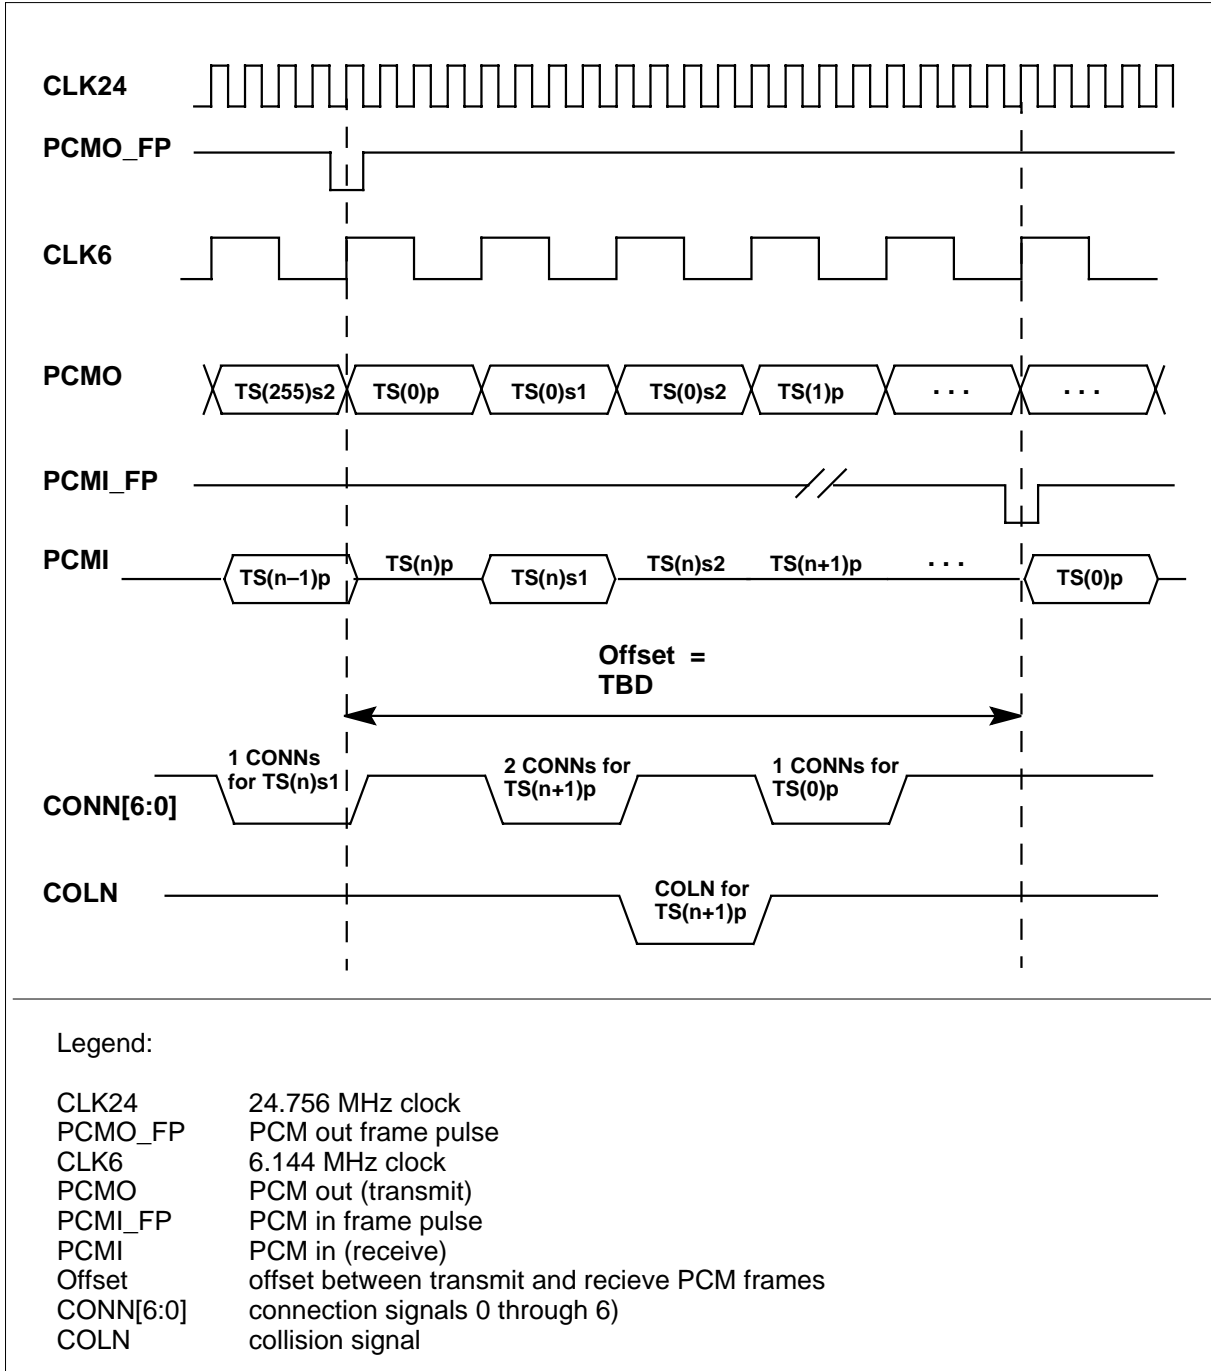 CLK24
PCMO_FP
CLK6
PCMO
TS(255)s2 TS(0)p TS(0)s1 TS(0)s2 TS(1)p . . . . . .
PCMI_FP
PCMI
TS(n–1)p TS(n)p TS(n)s1 TS(n)s2 TS(n+1)p . . . TS(0)p
Offset =
TBD
CONN[6:0]
1 CONNs
for TS(n)s1
2 CONNs for
TS(n+1)p
1 CONNs for
TS(0)p
COLN
COLN for
TS(n+1)p
Legend:
CLK24 24.756 MHz clock
PCMO_FP PCM out frame pulse
CLK6 6.144 MHz clock
PCMO PCM out (transmit)
PCMI_FP PCM in frame pulse
PCMI PCM in (receive)
Offset offset between transmit and recieve PCM frames
CONN[6:0] connection signals 0 through 6)
COLN collision signal